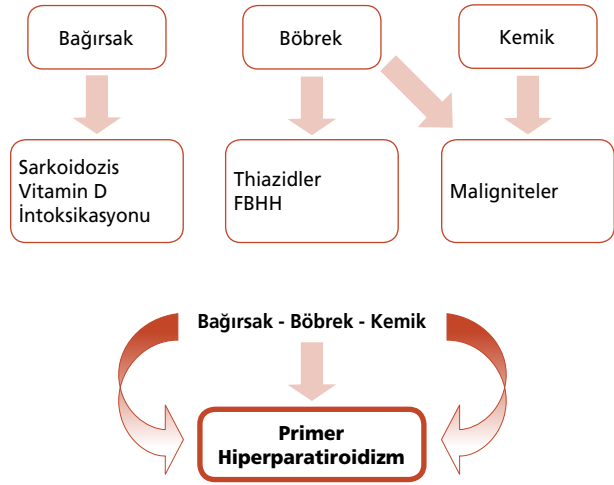 Bağırsak
Böbrek
Kemik
Sarkoidozis
Vitamin D
İntoksikasyonu
Thiazidler
FBHH
Maligniteler
Bağırsak - Böbrek - Kemik
Primer
Hiperparatiroidizm